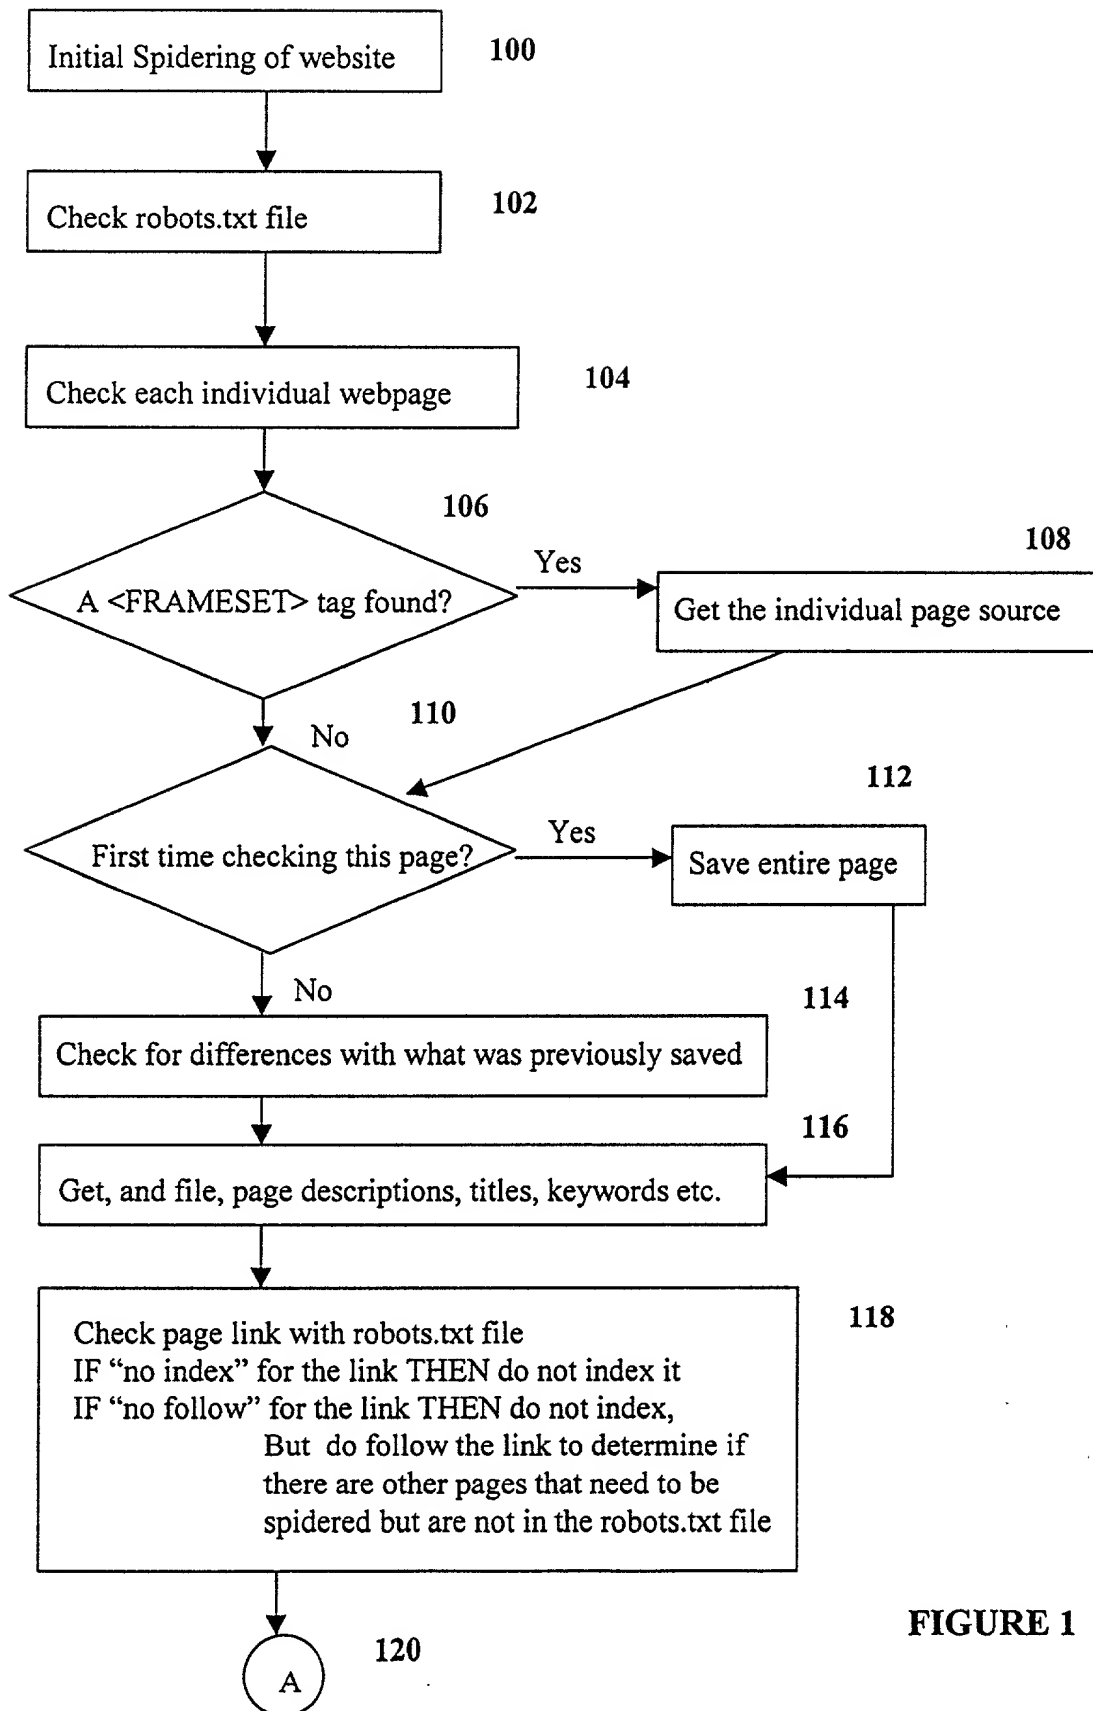 Initial Spidering of website
100
Check robots.txt file
102
Check each individual webpage
104
106
A <FRAMESET> tag found?
Yes
108
Get the individual page source
No
110
First time checking this page?
Yes
112
Save entire page
No
114
Check for differences with what was previously saved
116
Get, and file, page descriptions, titles, keywords etc.
118
Check page link with robots.txt file
IF “no index” for the link THEN do not index it
IF “no follow” for the link THEN do not index,
But do follow the link to determine if
there are other pages that need to be
spidered but are not in the robots.txt file
FIGURE 1
120
A